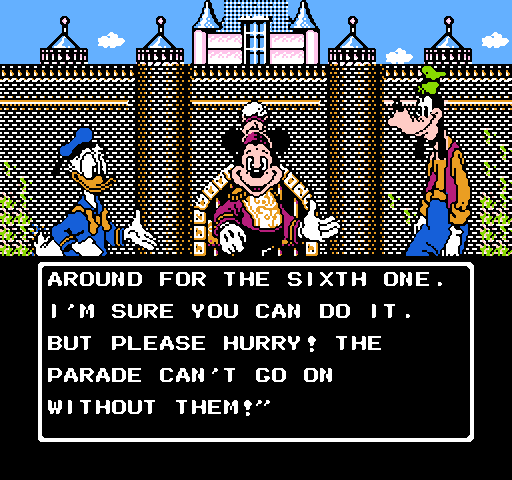 AROUND FOR THE SIXTH ONE.
I'M SURE YOU CAN DO IT.
BUT PLEASE HURRY! THE
PARADE CAN'T GO ON
WITHOUT THEM!"